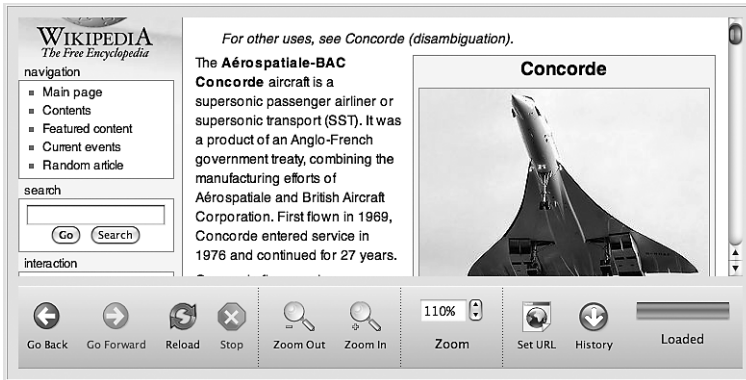 WIKIPEDIA
The Free Encyclopedia
navigation
Main page
Contents
Featured content
Current events
Random article
search
Go Search
interaction
For other uses, see Concorde (disambiguation).
The Aérospatiale-BAC
Concorde aircraft is a
supersonic passenger airliner or
supersonic transport (SST). It was
a product of an Anglo-French
government treaty, combining the
manufacturing efforts of
Aérospatiale and British Aircraft
Corporation. First flown in 1969,
Concorde entered service in
1976 and continued for 27 years.
Concorde
110%
Go Back Go Forward Reload Stop Zoom Out Zoom In Zoom Set URL History Loaded